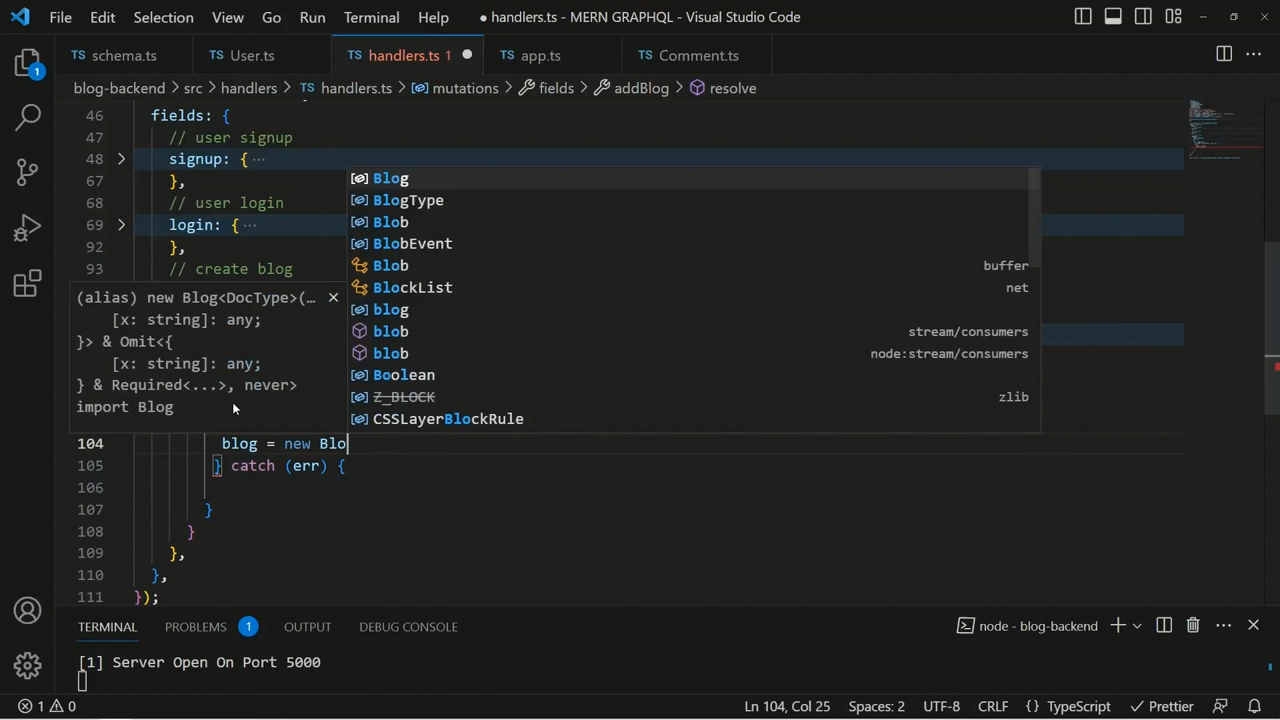 File Edit Selection View Go Run Terminal Help ● handlers.ts - MERN GRAPHQL - Visual Studio Code
TS schema.ts TS User.ts TS handlers.ts 1 ● TS app.ts TS Comment.ts
1
blog-backend > src > handlers > TS handlers.ts > mutations > fields > addBlog > resolve
46 fields: {
47 // user signup
48 signup: { ···
67 },
68 // user login
69 login: { ···
92 },
93 // create blog
Blog
BlogType
Blob
BlobEvent
Blob buffer
BlockList net
blog
blob stream/consumers
blob node:stream/consumers
Boolean
Z_BLOCK zlib
CSSLayerBlockRule
(alias) new Blog<DocType>(…
[x: string]: any;
}> & Omit<{
[x: string]: any;
} & Required<...>, never>
import Blog
104 blog = new Blo
105 } catch (err) {
106
107 }
108 }
109 },
110 },
111 });
TERMINAL PROBLEMS 1 OUTPUT DEBUG CONSOLE node - blog-backend
[1] Server Open On Port 5000
1 0 Ln 104, Col 25 Spaces: 2 UTF-8 CRLF {} TypeScript Prettier